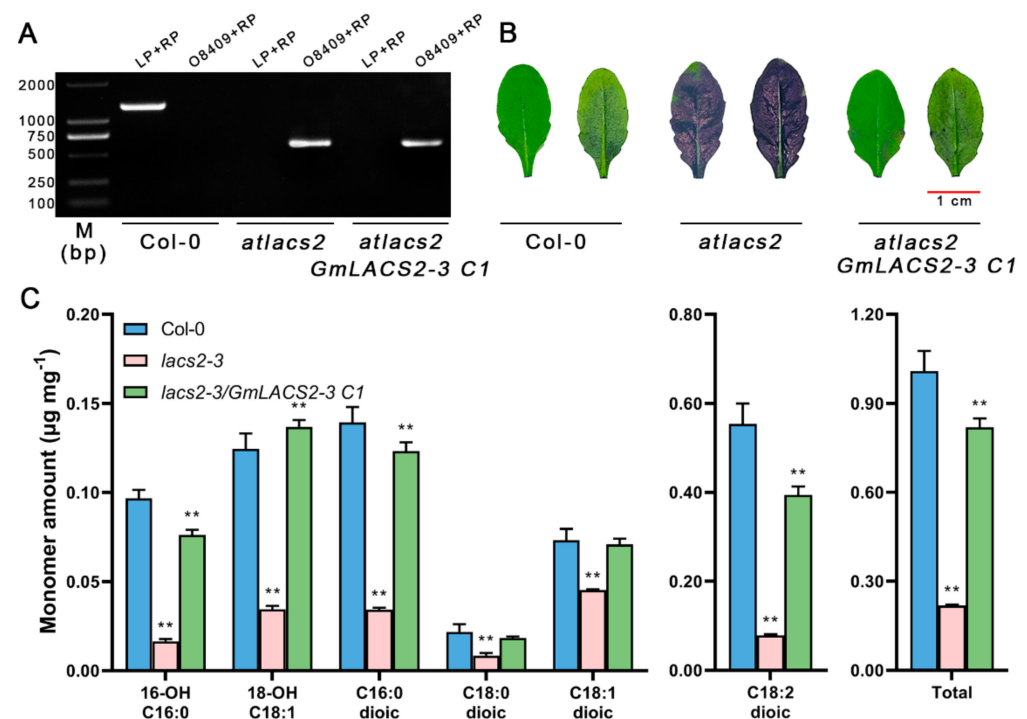 A
LP+RP
O8409+RP
LP+RP
O8409+RP
LP+RP
O8409+RP
2000
1000
750
500
250
100
M
(bp)
Col-0
atlacs2
atlacs2
GmLACS2-3 C1
B
1 cm
Col-0
atlacs2
atlacs2
GmLACS2-3 C1
C
Monomer amount (µg mg-1)
0.20
0.15
0.10
0.05
0.00
Col-0
lacs2-3
lacs2-3/GmLACS2-3 C1
**
**
**
**
**
**
**
**
16-OH
C16:0
18-OH
C18:1
C16:0
dioic
C18:0
dioic
C18:1
dioic
0.80
0.60
0.40
0.20
0.00
**
**
C18:2
dioic
1.20
0.90
0.60
0.30
0.00
**
**
Total